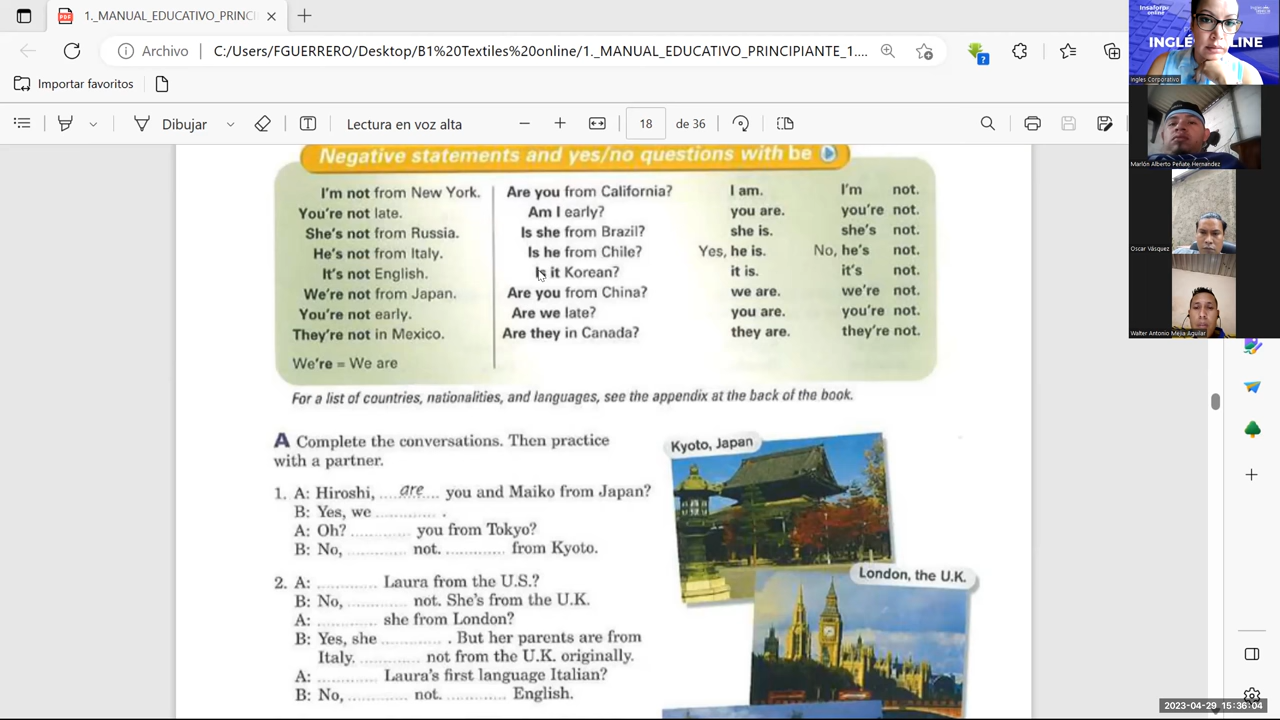 1._MANUAL_EDUCATIVO_PRINCI
Archivo
C:/Users/FGUERRERO/Desktop/B1%20textiles%20online/1._MANUAL_EDUCATIVO_PRINCIPIANTE_1....
Importar favoritos
Dibujar
Lectura en voz alta
18
de 36
Negative statements and yes/no questions with be
I'm not from New York.
You're not late.
She's not from Russia.
He's not from Italy.
It's not English.
We're not from Japan.
You're not early.
They're not in Mexico.
We're = We are
Are you from California?
Am I early?
Is she from Brazil?
Is he from Chile?
Is it Korean?
Are you from China?
Are we late?
Are they in Canada?
I am.
you are.
she is.
Yes, he is.
it is.
we are.
you are.
they are.
I'm not.
you're not.
she's not.
No, he's not.
it's not.
we're not.
you're not.
they're not.
For a list of countries, nationalities, and languages, see the appendix at the back of the book.
A Complete the conversations. Then practice
with a partner.
1. A: Hiroshi, ....are.... you and Maiko from Japan?
B: Yes, we ............... .
A: Oh? ............... you from Tokyo?
B: No, ............... not. ............... from Kyoto.
2. A: ............... Laura from the U.S.?
B: No, ............... not. She's from the U.K.
A: ............... she from London?
B: Yes, she ............... . But her parents are from
Italy. ............... not from the U.K. originally.
A: ............... Laura's first language Italian?
B: No, ............... not. ............... English.
Kyoto, Japan
London, the U.K.
Insaforp
online
Ingles Corporativo
Marlón Alberto Peñate Hernandez
Oscar Vásquez
Walter Antonio Mejia Aguilar
2023-04-29 15:36:04